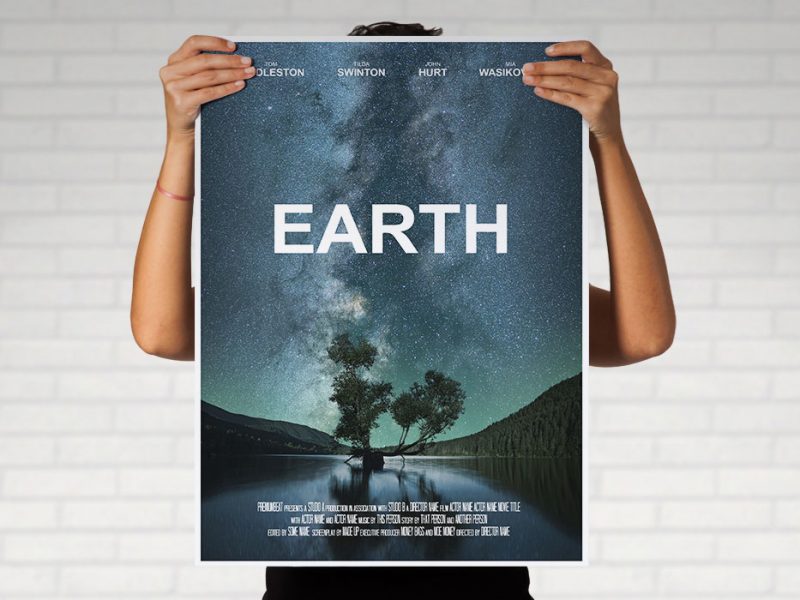 TOM TILDA JOHN MIA
DLESTON SWINTON HURT WASIKO
EARTH
PREMIUMBEAT PRESENTS A STUDIO A PRODUCTION IN ASSOCIATION WITH STUDIO B A DIRECTOR NAME FILM ACTOR NAME ACTOR NAME MOVIE TITLE
WITH ACTOR NAME AND ACTOR NAME MUSIC BY THIS PERSON STORY BY THAT PERSON AND ANOTHER PERSON
EDITED BY SOME NAME SCREENPLAY BY MADE UP EXECUTIVE PRODUCER MONEY BAGS AND MOE MONEY DIRECTED BY DIRECTOR NAME